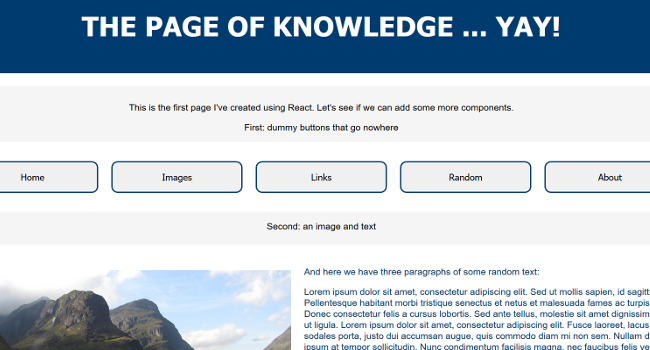 THE PAGE OF KNOWLEDGE ... YAY!
This is the first page I've created using React. Let's see if we can add some more components.
First: dummy buttons that go nowhere
Home Images Links Random About
Second: an image and text
And here we have three paragraphs of some random text:
Lorem ipsum dolor sit amet, consectetur adipiscing elit. Sed ut mollis sapien, id sagitt
Pellentesque habitant morbi tristique senectus et netus et malesuada fames ac turpis
Donec consectetur felis a cursus lobortis. Sed ante tellus, molestie sit amet dignissim
ut ligula. Lorem ipsum dolor sit amet, consectetur adipiscing elit. Fusce laoreet, lacus
sodales porta, justo dui accumsan augue, quis commodo diam mi non sem. Nullam d
ipsum at tempor sollicitudin. Nunc condimentum facilisis magna, nec faucibus felis ve